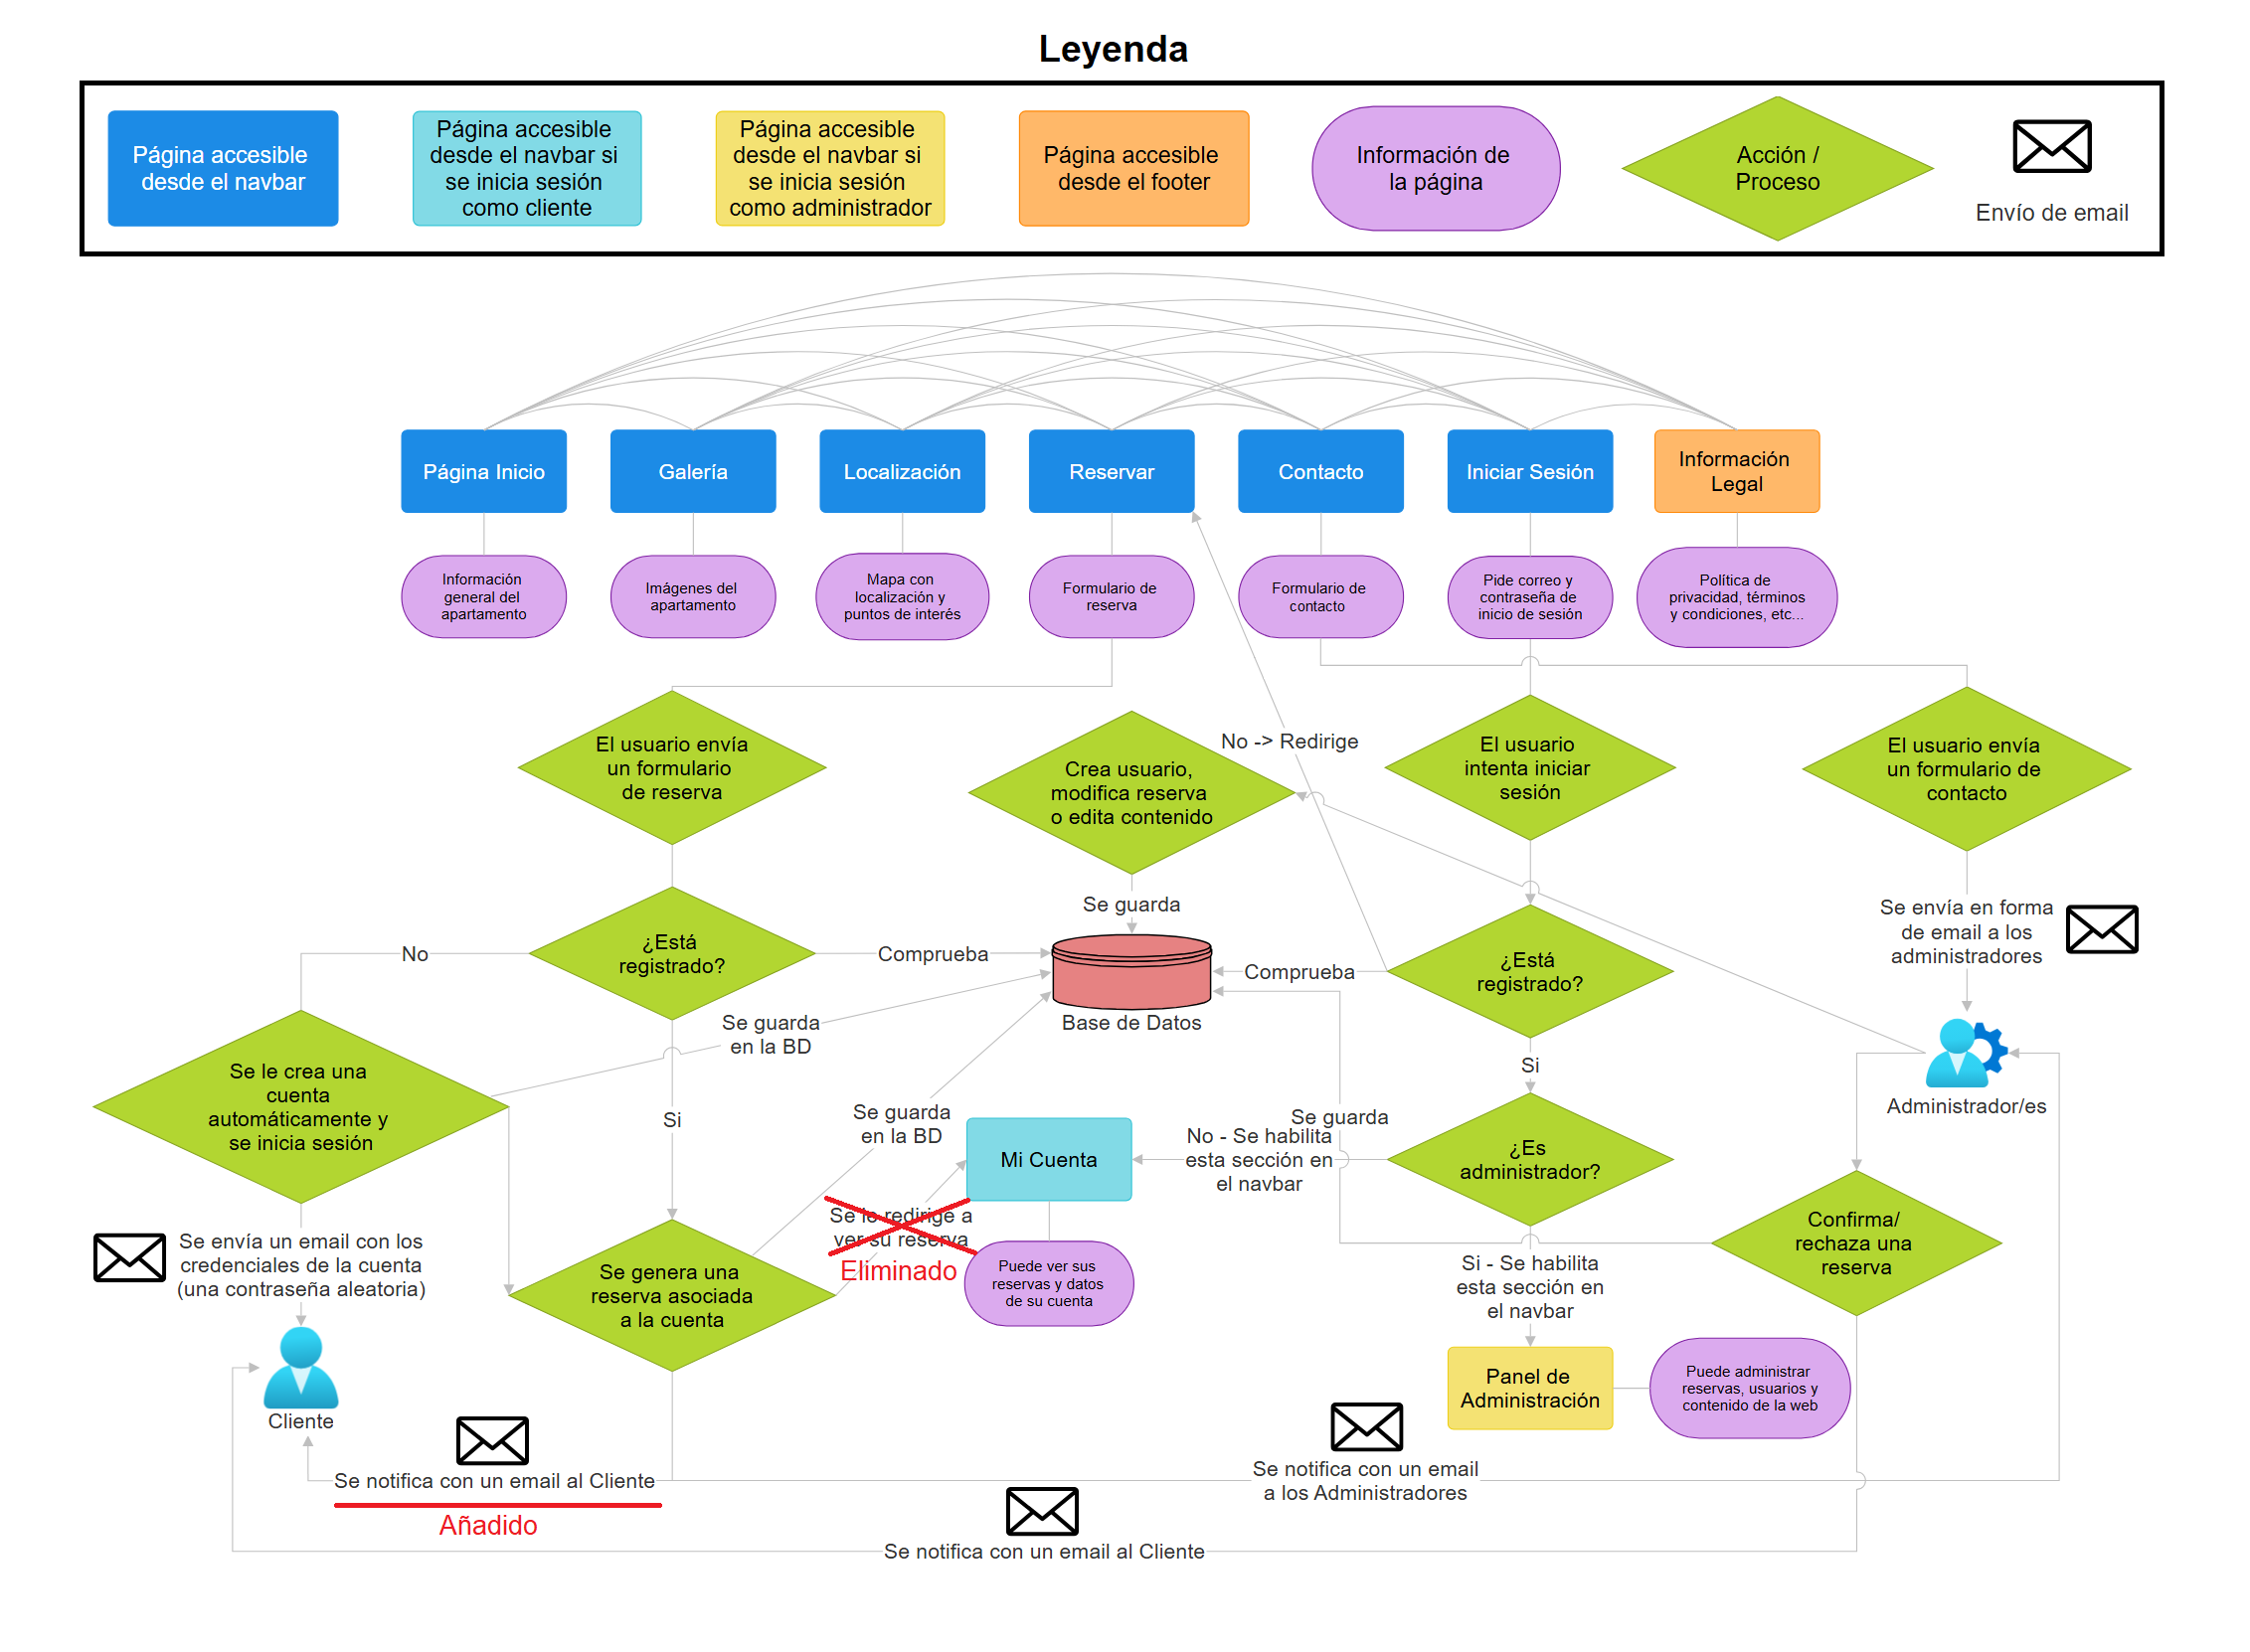 Leyenda
Página accesible
desde el navbar
Página accesible
desde el navbar si
se inicia sesión
como cliente
Página accesible
desde el navbar si
se inicia sesión
como administrador
Página accesible
desde el footer
Información de
la página
Acción /
Proceso
Envío de email
Página Inicio
Galería
Localización
Reservar
Contacto
Iniciar Sesión
Información
Legal
Información
general del
apartamento
Imágenes del
apartamento
Mapa con
localización y
puntos de interés
Formulario de
reserva
Formulario de
contacto
Pide correo y
contraseña de
inicio de sesión
Política de
privacidad, términos
y condiciones, etc...
El usuario envía
un formulario
de reserva
Crea usuario,
modifica reserva
o edita contenido
No -> Redirige
El usuario
intenta iniciar
sesión
El usuario envía
un formulario de
contacto
Se guarda
Se envía en forma
de email a los
administradores
No
¿Está
registrado?
Comprueba
Comprueba
¿Está
registrado?
Base de Datos
Se guarda
en la BD
Si
Se le crea una
cuenta
automáticamente y
se inicia sesión
Si
Se guarda
en la BD
Mi Cuenta
Se guarda
No - Se habilita
esta sección en
el navbar
¿Es
administrador?
Administrador/es
Se le redirige a
ver su reserva
Eliminado
Confirma/
rechaza una
reserva
Se envía un email con los
credenciales de la cuenta
(una contraseña aleatoria)
Se genera una
reserva asociada
a la cuenta
Puede ver sus
reservas y datos
de su cuenta
Si - Se habilita
esta sección en
el navbar
Panel de
Administración
Puede administrar
reservas, usuarios y
contenido de la web
Cliente
Se notifica con un email al Cliente
Añadido
Se notifica con un email
a los Administradores
Se notifica con un email al Cliente